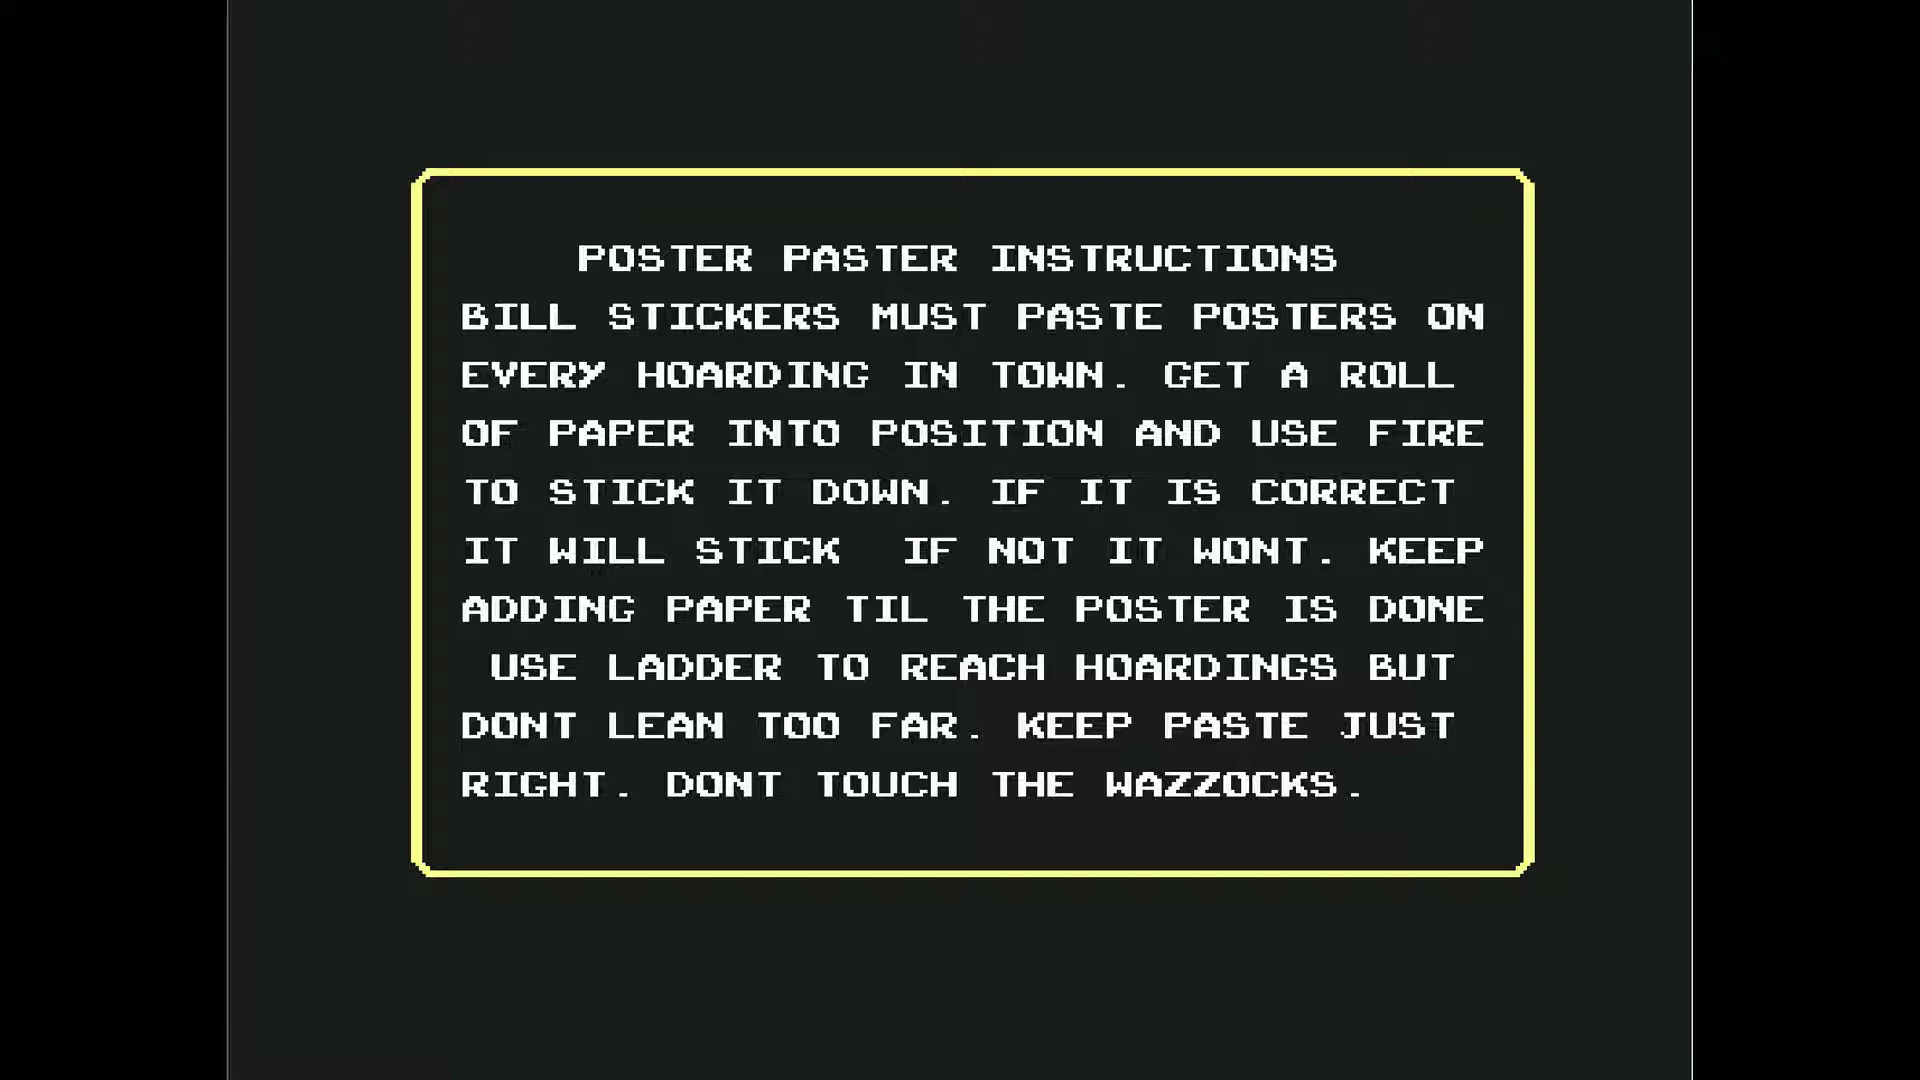 POSTER PASTER INSTRUCTIONS
BILL STICKERS MUST PASTE POSTERS ON
EVERY HOARDING IN TOWN. GET A ROLL
OF PAPER INTO POSITION AND USE FIRE
TO STICK IT DOWN. IF IT IS CORRECT
IT WILL STICK  IF NOT IT WONT. KEEP
ADDING PAPER TIL THE POSTER IS DONE
USE LADDER TO REACH HOARDINGS BUT
DONT LEAN TOO FAR. KEEP PASTE JUST
RIGHT. DONT TOUCH THE WAZZOCKS.